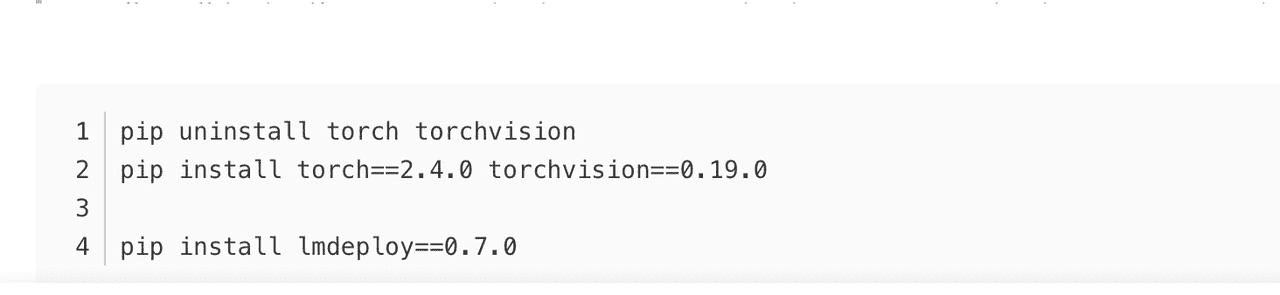 1 pip uninstall torch torchvision
2 pip install torch==2.4.0 torchvision==0.19.0
3
4 pip install lmdeploy==0.7.0